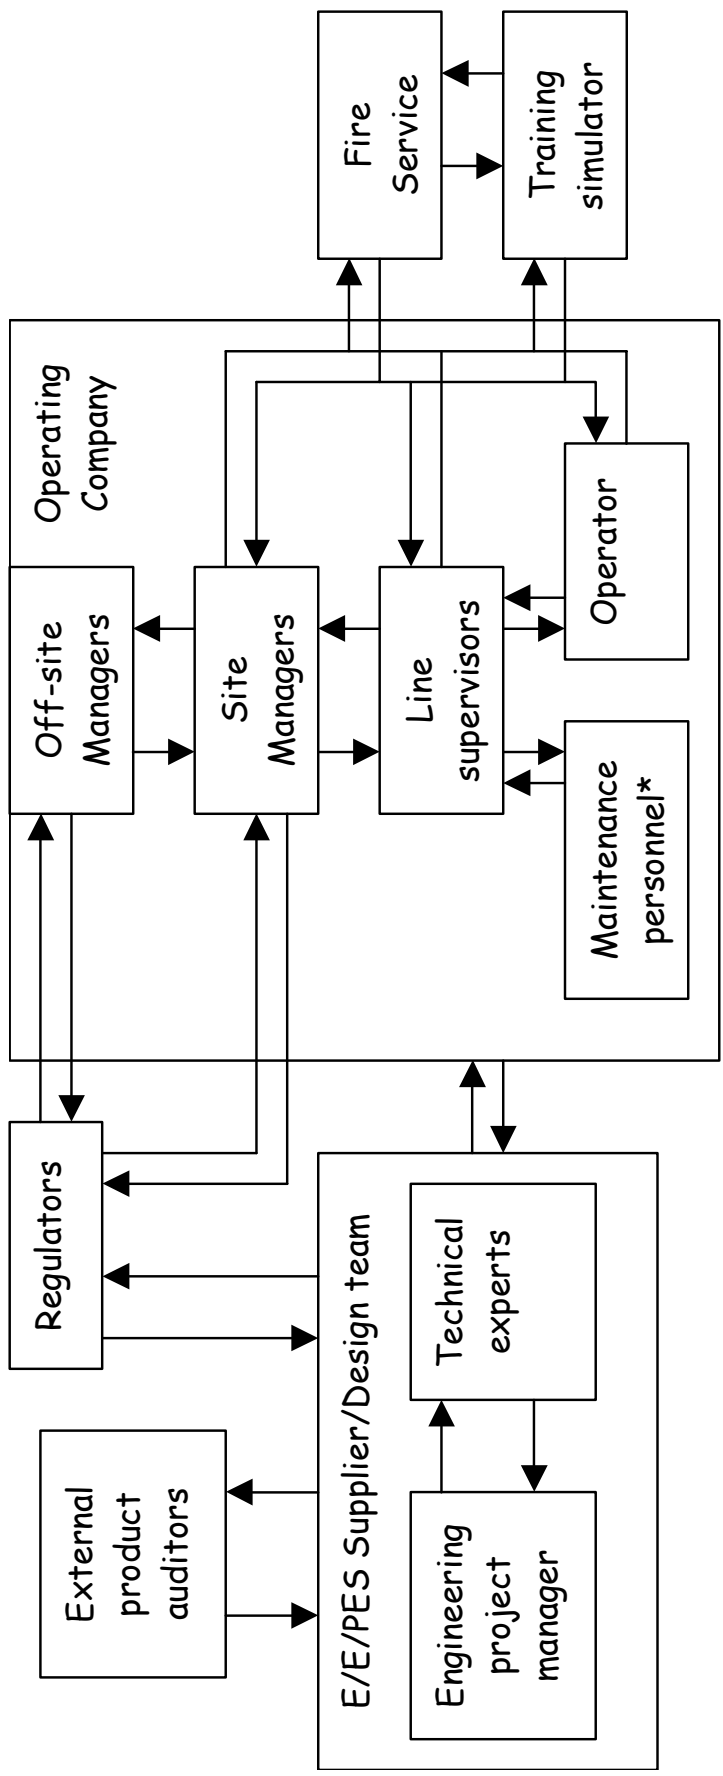 External
product
auditors
Regulators
Off-site
Managers
Operating
Company
Site
Managers
Fire
Service
E/E/PES Supplier/Design team
Engineering
project
manager
Technical
experts
Line
supervisors
Maintenance
personnel*
Operator
Training
simulator